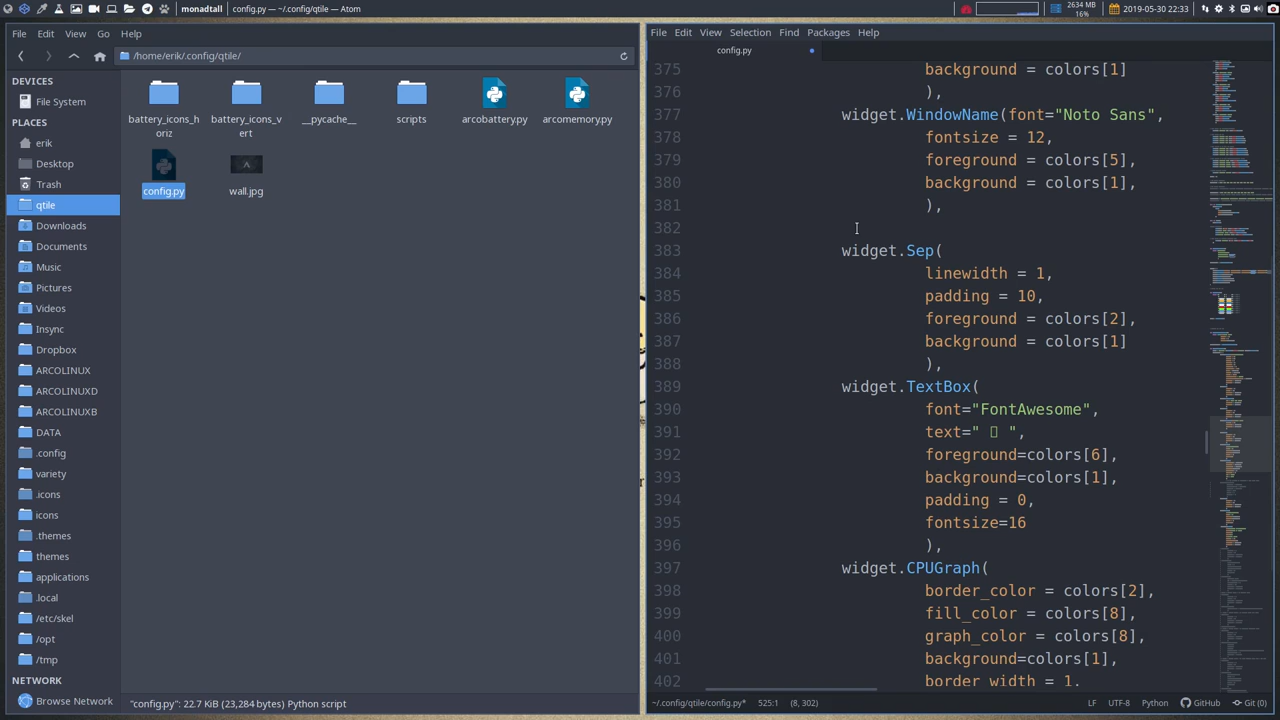 monadtall config.py — ~/.config/qtile — Atom 2634 MB 2019-05-30 22:33
16%
File Edit View Go Help
/home/erik/.config/qtile/
DEVICES
File System
PLACES
erik
Desktop
Trash
qtile
Downloads
Documents
Music
Pictures
Videos
Insync
Dropbox
ARCOLINUX
ARCOLINUXD
ARCOLINUXB
DATA
.config
variety
.icons
icons
.themes
themes
applications
.local
/etc/skel
/opt
/tmp
NETWORK
Browse Network
battery_icons_h
oriz
battery_icons_v
ert
__pycache__
scripts
arcobattery.py
arcomemory.py
config.py
wall.jpg
"config.py": 22.7 KiB (23,284 bytes) Python script
File Edit View Selection Find Packages Help
config.py
375 background = colors[1]
376 ),
377 widget.WindowName(font="Noto Sans",
378 fontsize = 12,
379 foreground = colors[5],
380 background = colors[1],
381 ),
382
383 widget.Sep(
384 linewidth = 1,
385 padding = 10,
386 foreground = colors[2],
387 background = colors[1]
388 ),
389 widget.TextBox(
390 font="FontAwesome",
391 text="  ",
392 foreground=colors[6],
393 background=colors[1],
394 padding = 0,
395 fontsize=16
396 ),
397 widget.CPUGraph(
398 border_color = colors[2],
399 fill_color = colors[8],
400 graph_color = colors[8],
401 background=colors[1],
402 border_width = 1,
~/.config/qtile/config.py* 525:1 (8, 302) LF UTF-8 Python GitHub Git (0)